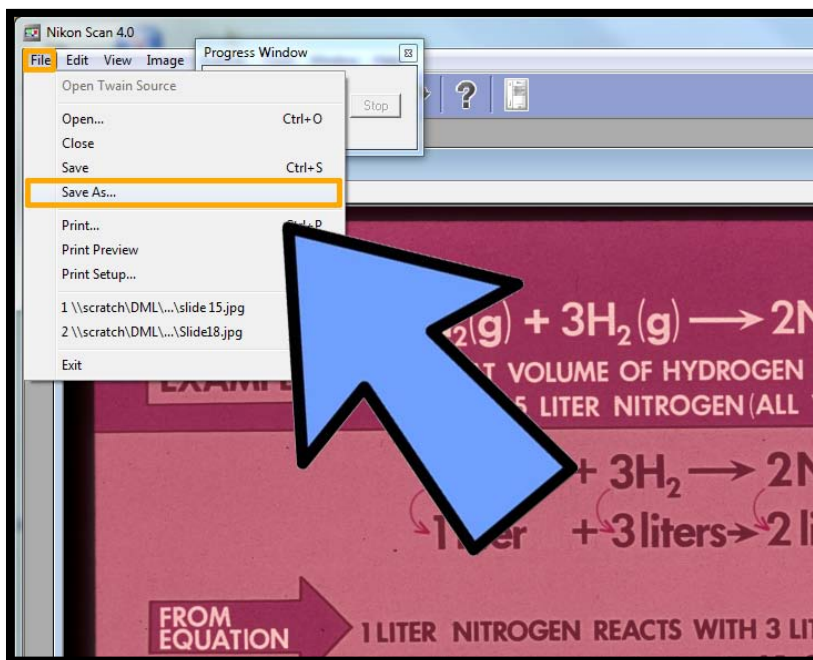 Nikon Scan 4.0
File Edit View Image
Progress Window
Stop
?
Open Twain Source
Open... Ctrl+O
Close
Save Ctrl+S
Save As...
Print...
Print Preview
Print Setup...
1 \\scratch\DML\...\slide 15.jpg
2 \\scratch\DML\...\Slide18.jpg
Exit
(g) + 3H2(g) → 2N
VOLUME OF HYDROGEN
5 LITER NITROGEN (ALL
+ 3H2 → 2N
1 + 3 liters → 2
FROM
EQUATION
1 LITER NITROGEN REACTS WITH 3